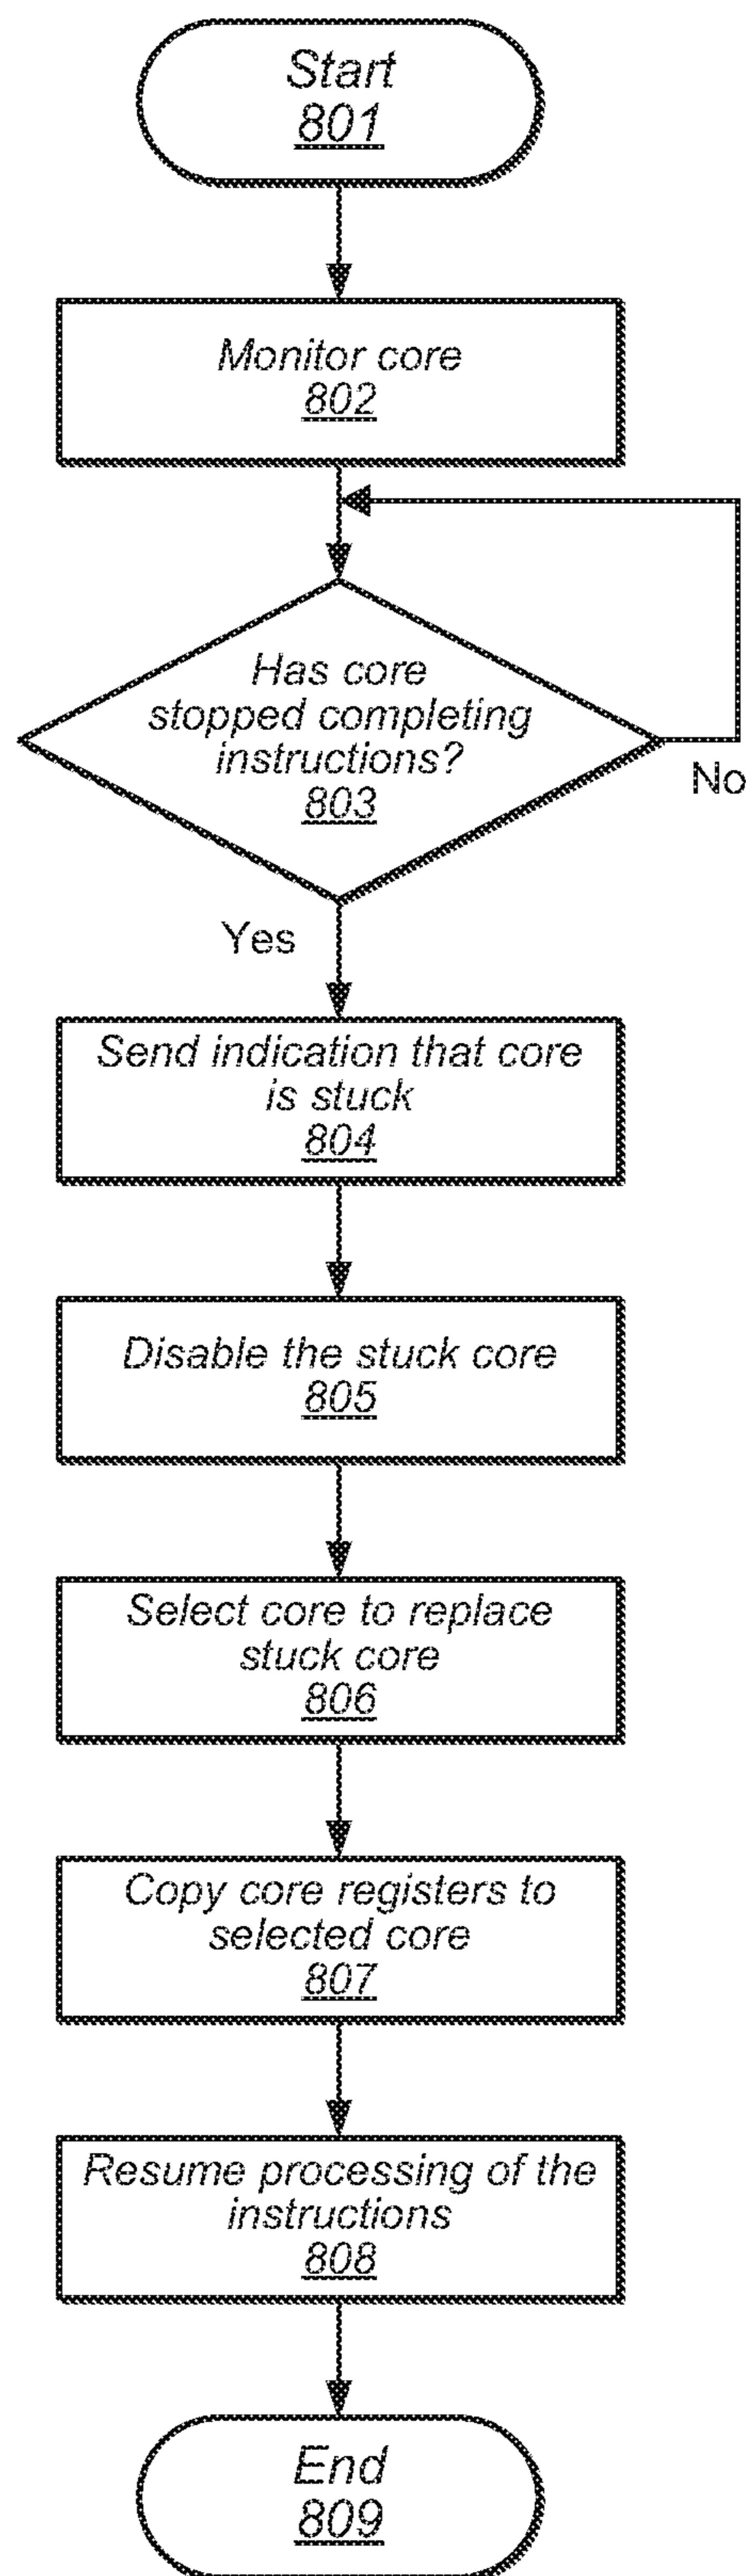 Start
801
Monitor core
802
Has core
stopped completing
instructions?
803
No
Yes
Send indication that core
is stuck
804
Disable the stuck core
805
Select core to replace
stuck core
806
Copy core registers to
selected core
807
Resume processing of the
instructions
808
End
809